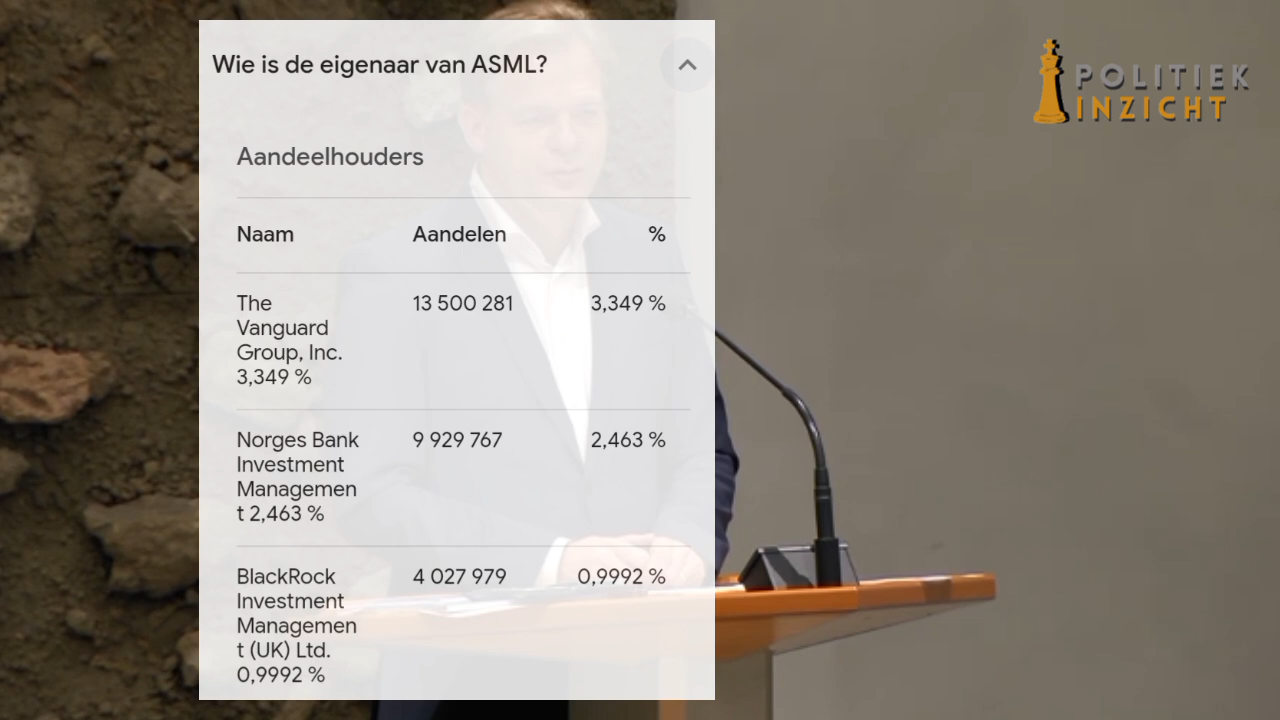 Wie is de eigenaar van ASML?
POLITIEK
INZICHT
Aandeelhouders
Naam Aandelen %
The 13 500 281 3,349 %
Vanguard
Group, Inc.
3,349 %
Norges Bank 9 929 767 2,463 %
Investment
Managemen
t 2,463 %
BlackRock 4 027 979 0,9992 %
Investment
Managemen
t (UK) Ltd.
0,9992 %